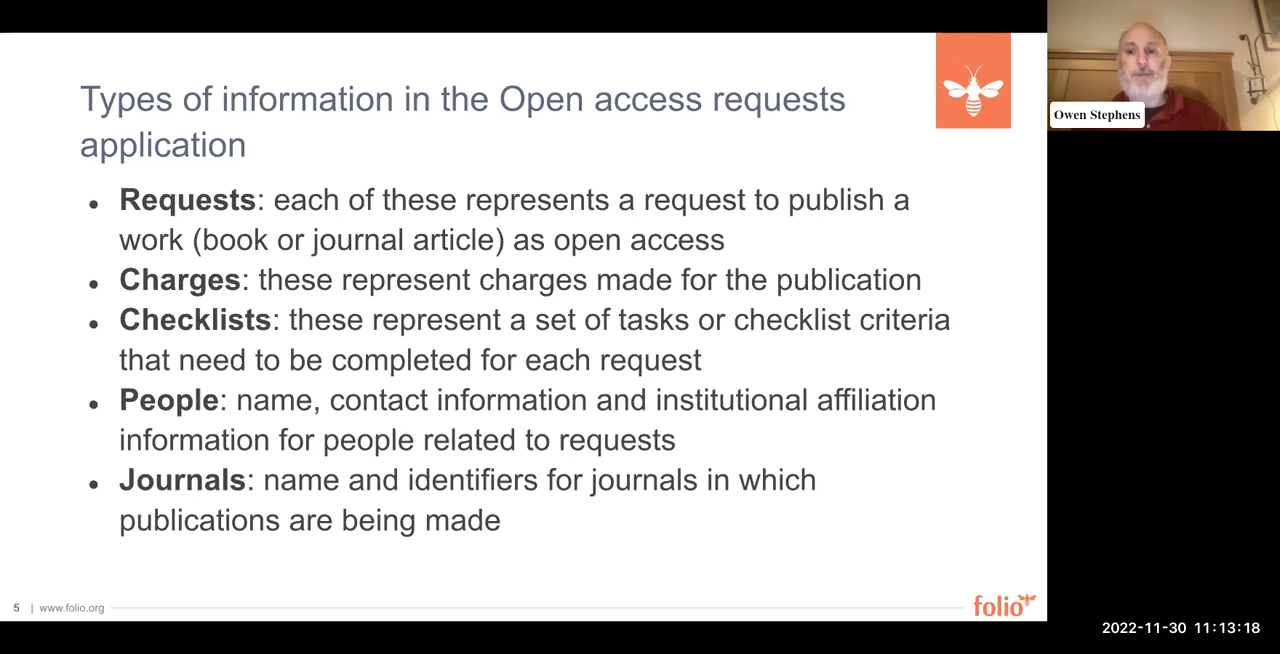 Types of information in the Open access requests
application
● Requests: each of these represents a request to publish a
work (book or journal article) as open access
● Charges: these represent charges made for the publication
● Checklists: these represent a set of tasks or checklist criteria
that need to be completed for each request
● People: name, contact information and institutional affiliation
information for people related to requests
● Journals: name and identifiers for journals in which
publications are being made
5 | www.folio.org
folio
Owen Stephens
2022-11-30 11:13:18